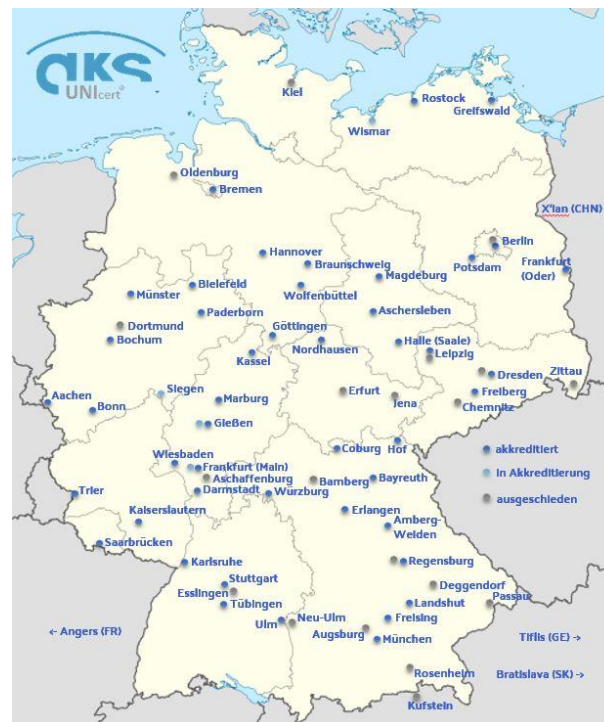 aks
UNIcert®
Kiel
Rostock
Greifswald
Wismar
Oldenburg
Bremen
X'ian (CHN)
Berlin
Hannover
Braunschweig
Potsdam
Frankfurt
(Oder)
Magdeburg
Bielefeld
Wolfenbüttel
Münster
Paderborn
Aschersleben
Dortmund
Göttingen
Bochum
Halle (Saale)
Nordhausen
Leipzig
Kassel
Zittau
Dresden
Siegen
Erfurt
Freiberg
Aachen
Marburg
Jena
Chemnitz
Bonn
Gießen
Coburg
Hof
akkreditiert
Wiesbaden
Frankfurt (Main)
in Akkreditierung
Aschaffenburg
Bamberg
Bayreuth
Trier
Darmstadt
Würzburg
ausgeschieden
Kaiserslautern
Erlangen
Amberg-
Weiden
Saarbrücken
Karlsruhe
Regensburg
Stuttgart
Deggendorf
Esslingen
Passau
Tübingen
Landshut
Neu-Ulm
Freising
Ulm
Augsburg
← Angers (FR)
München
Tiflis (GE) →
Rosenheim
Bratislava (SK) →
Kufstein